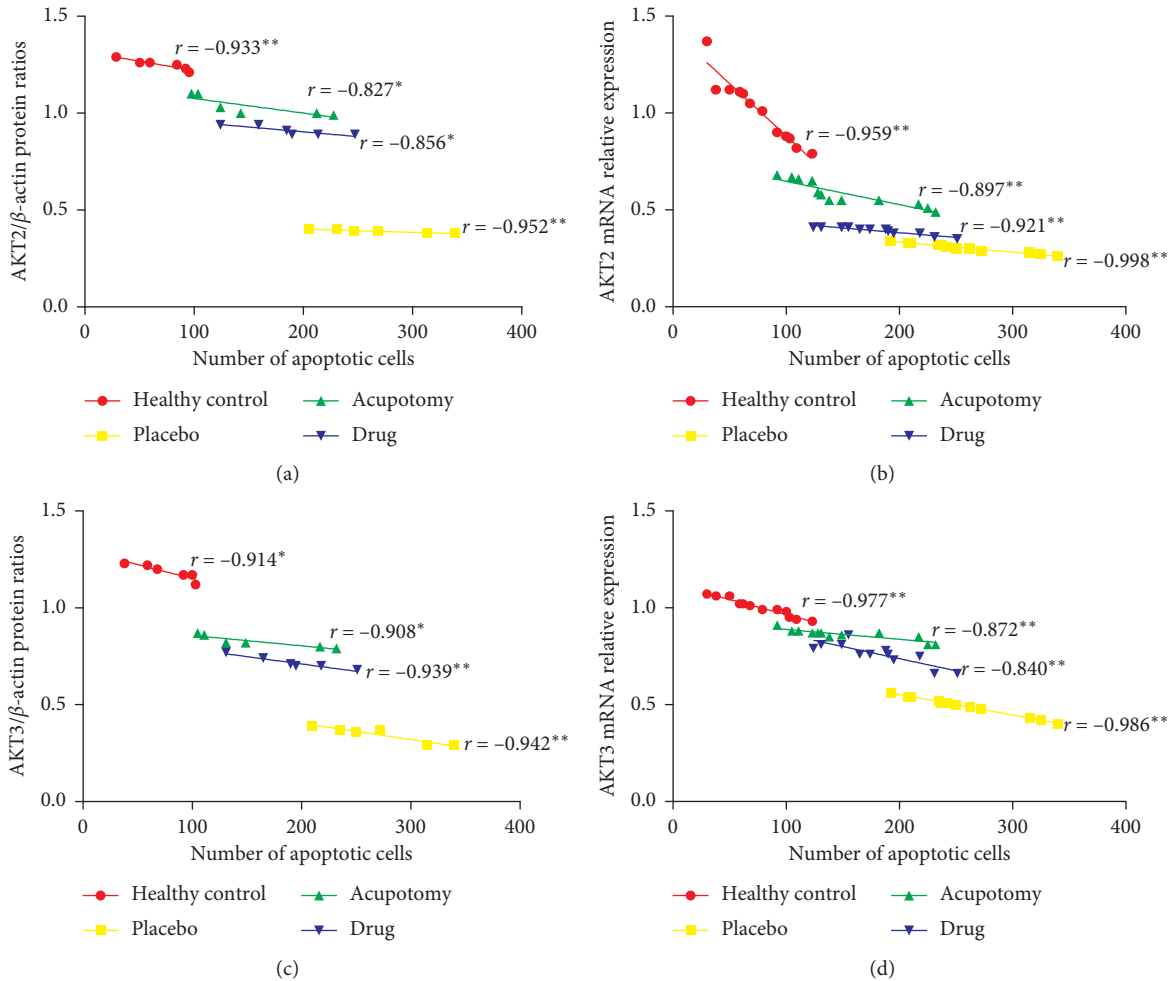 AKT2/β-actin protein ratios
1.5
1.0
0.5
0.0
r = –0.933**
r = –0.827*
r = –0.856*
r = –0.952**
0 100 200 300 400
Number of apoptotic cells
Healthy control Acupotomy
Placebo Drug
(a)
AKT2 mRNA relative expression
1.5
1.0
0.5
0.0
r = –0.959**
r = –0.897**
r = –0.921**
r = –0.998**
0 100 200 300 400
Number of apoptotic cells
Healthy control Acupotomy
Placebo Drug
(b)
AKT3/β-actin protein ratios
1.5
1.0
0.5
0.0
r = –0.914*
r = –0.908*
r = –0.939**
r = –0.942**
0 100 200 300 400
Number of apoptotic cells
Healthy control Acupotomy
Placebo Drug
(c)
AKT3 mRNA relative expression
1.5
1.0
0.5
0.0
r = –0.977**
r = –0.872**
r = –0.840**
r = –0.986**
0 100 200 300 400
Number of apoptotic cells
Healthy control Acupotomy
Placebo Drug
(d)